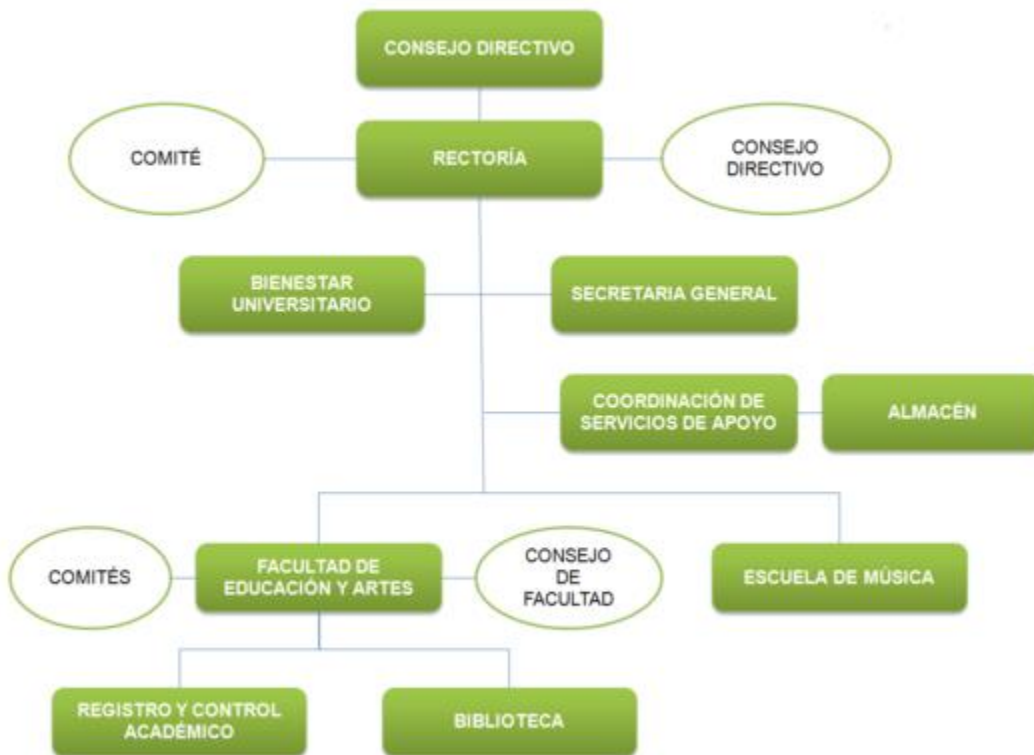 CONSEJO DIRECTIVO
COMITÉ
RECTORÍA
CONSEJO
DIRECTIVO
BIENESTAR
UNIVERSITARIO
SECRETARIA GENERAL
COORDINACIÓN DE
SERVICIOS DE APOYO
ALMACÉN
COMITÉS
FACULTAD DE
EDUCACIÓN Y ARTES
CONSEJO
DE
FACULTAD
ESCUELA DE MÚSICA
REGISTRO Y CONTROL
ACADÉMICO
BIBLIOTECA